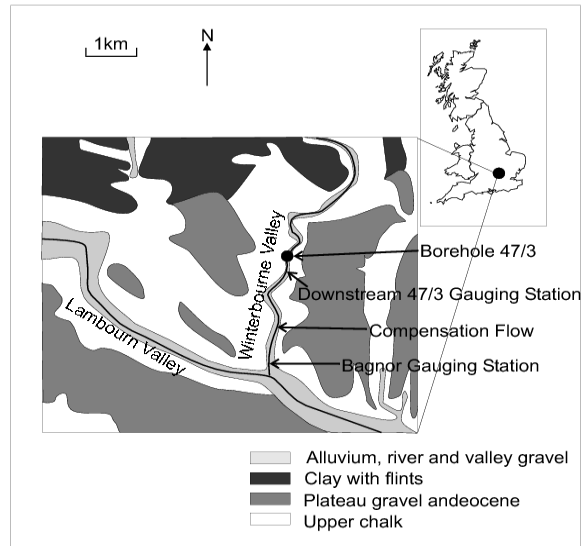 1km
N
Winterbourne Valley
Lambourn Valley
Borehole 47/3
Downstream 47/3 Gauging Station
Compensation Flow
Bagnor Gauging Station
Alluvium, river and valley gravel
Clay with flints
Plateau gravel andeocene
Upper chalk